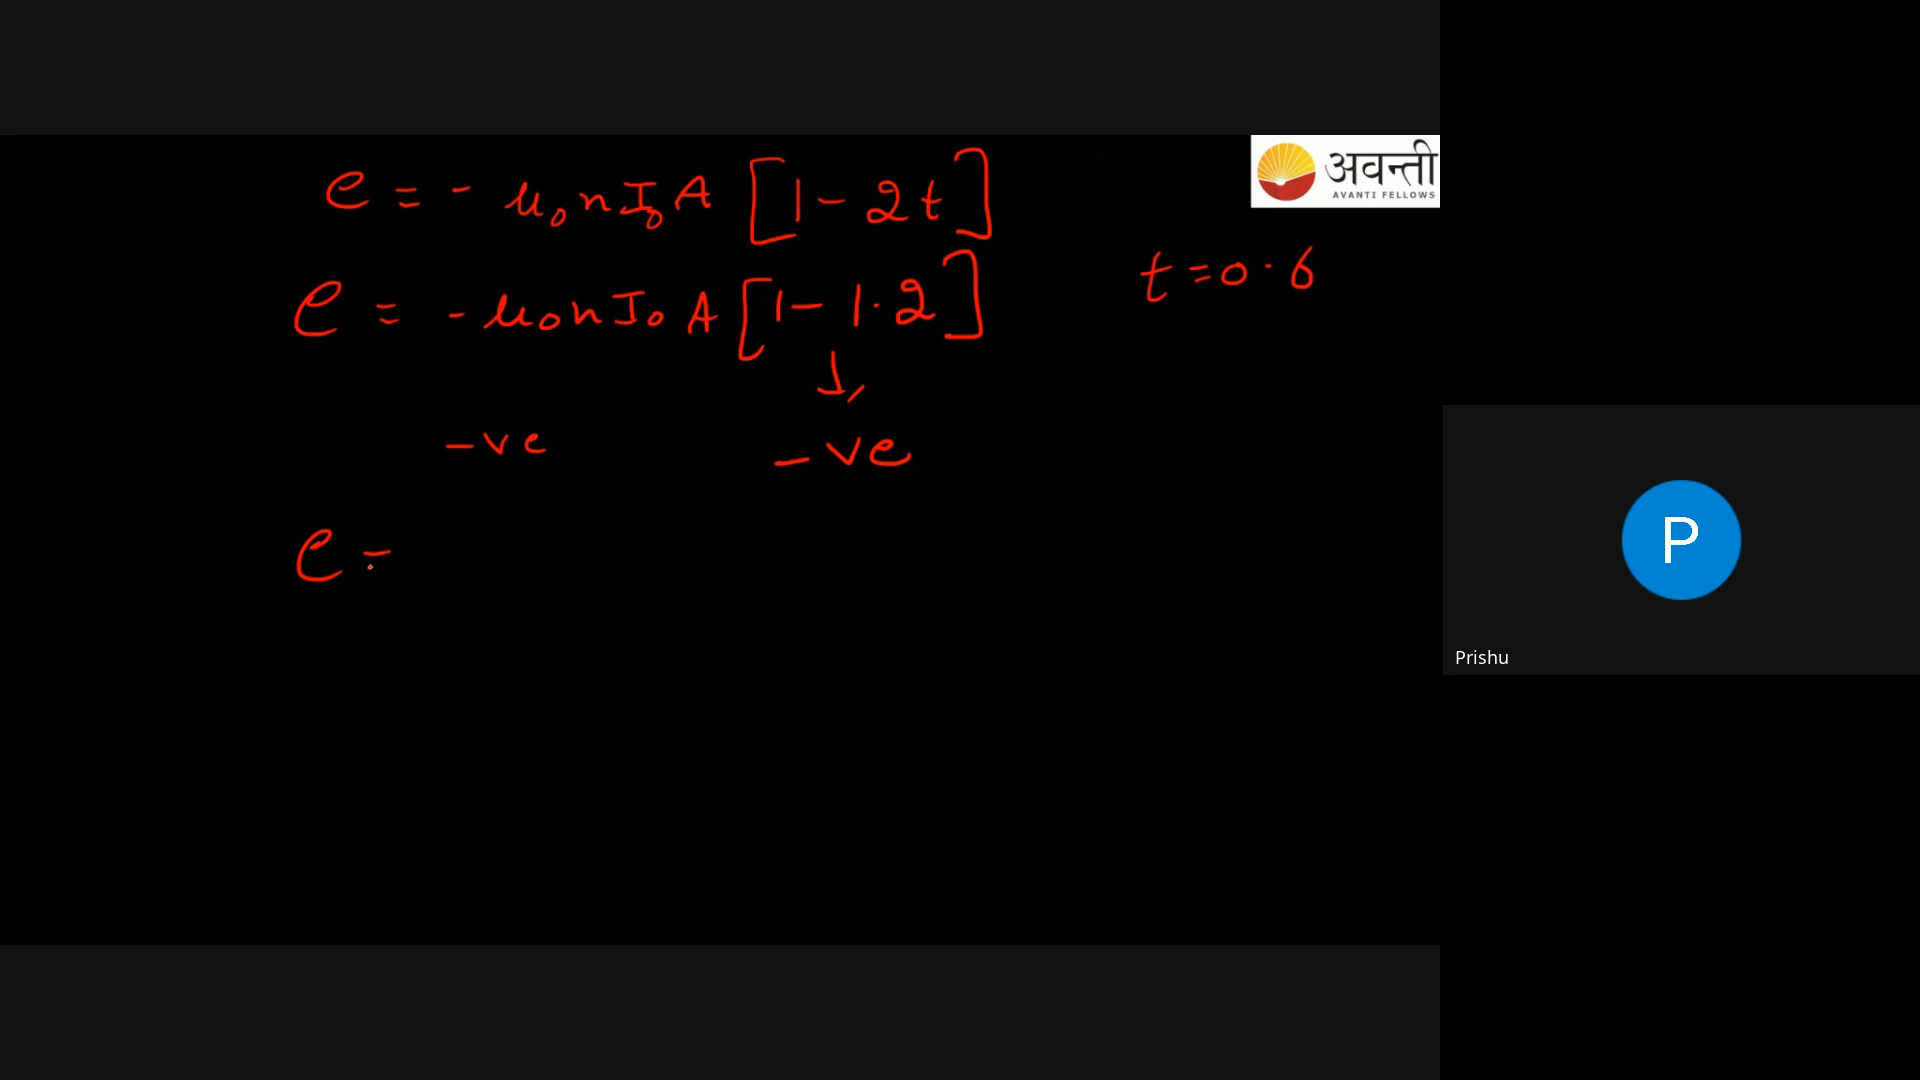 e = - μ₀nI₀A [1 - 2t]
अवन्ती
AVANTI FELLOWS
t = 0.6
e = - μ₀nI₀A [1 - 1.2]
↓
-ve -ve
e =
P
Prishu